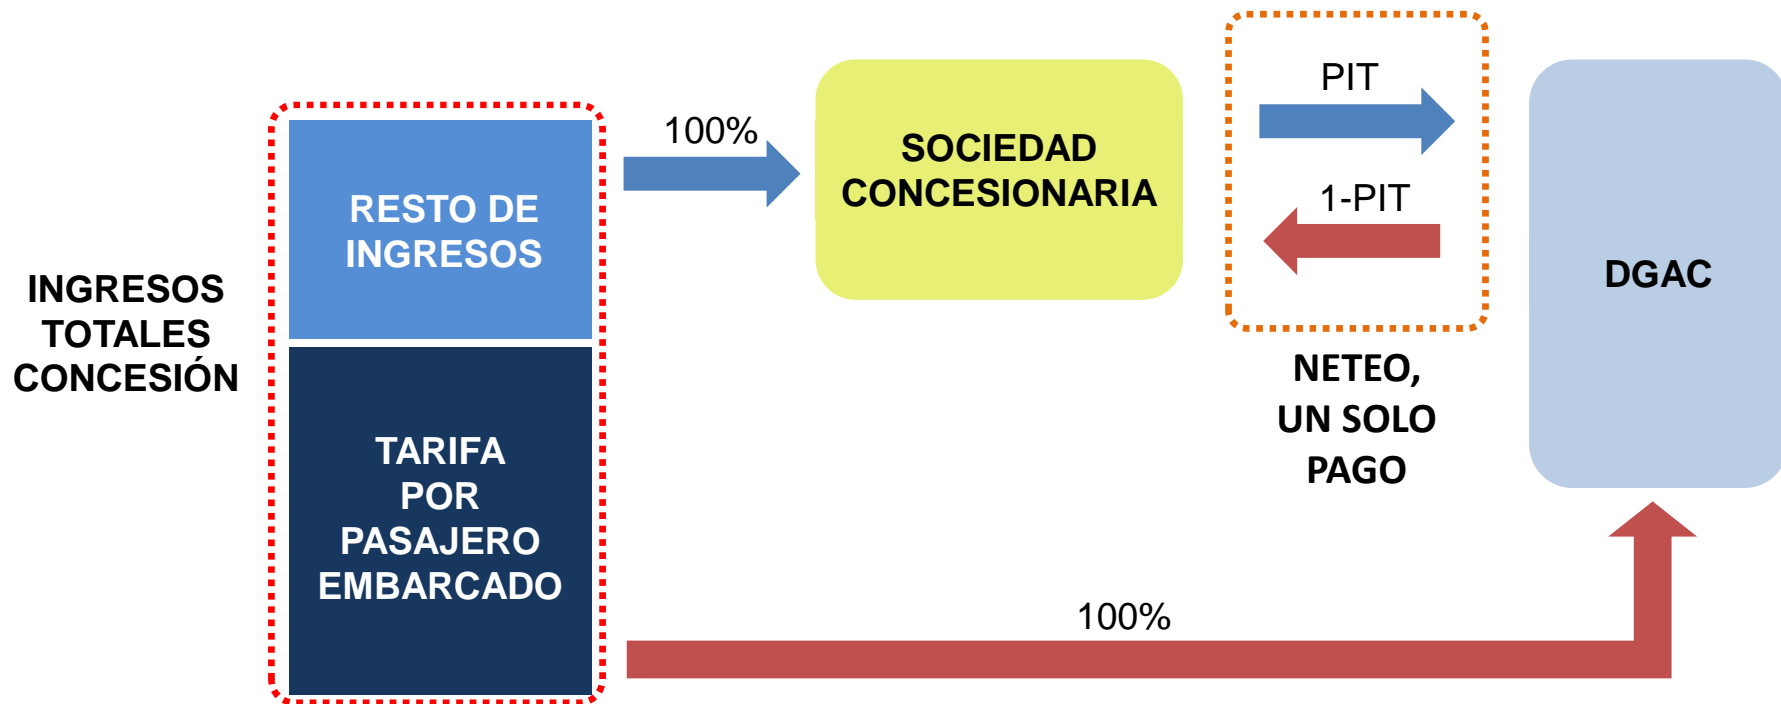 INGRESOS
TOTALES
CONCESIÓN
RESTO DE
INGRESOS
TARIFA
POR
PASAJERO
EMBARCADO
100%
SOCIEDAD
CONCESIONARIA
PIT
1-PIT
NETEO,
UN SOLO
PAGO
DGAC
100%